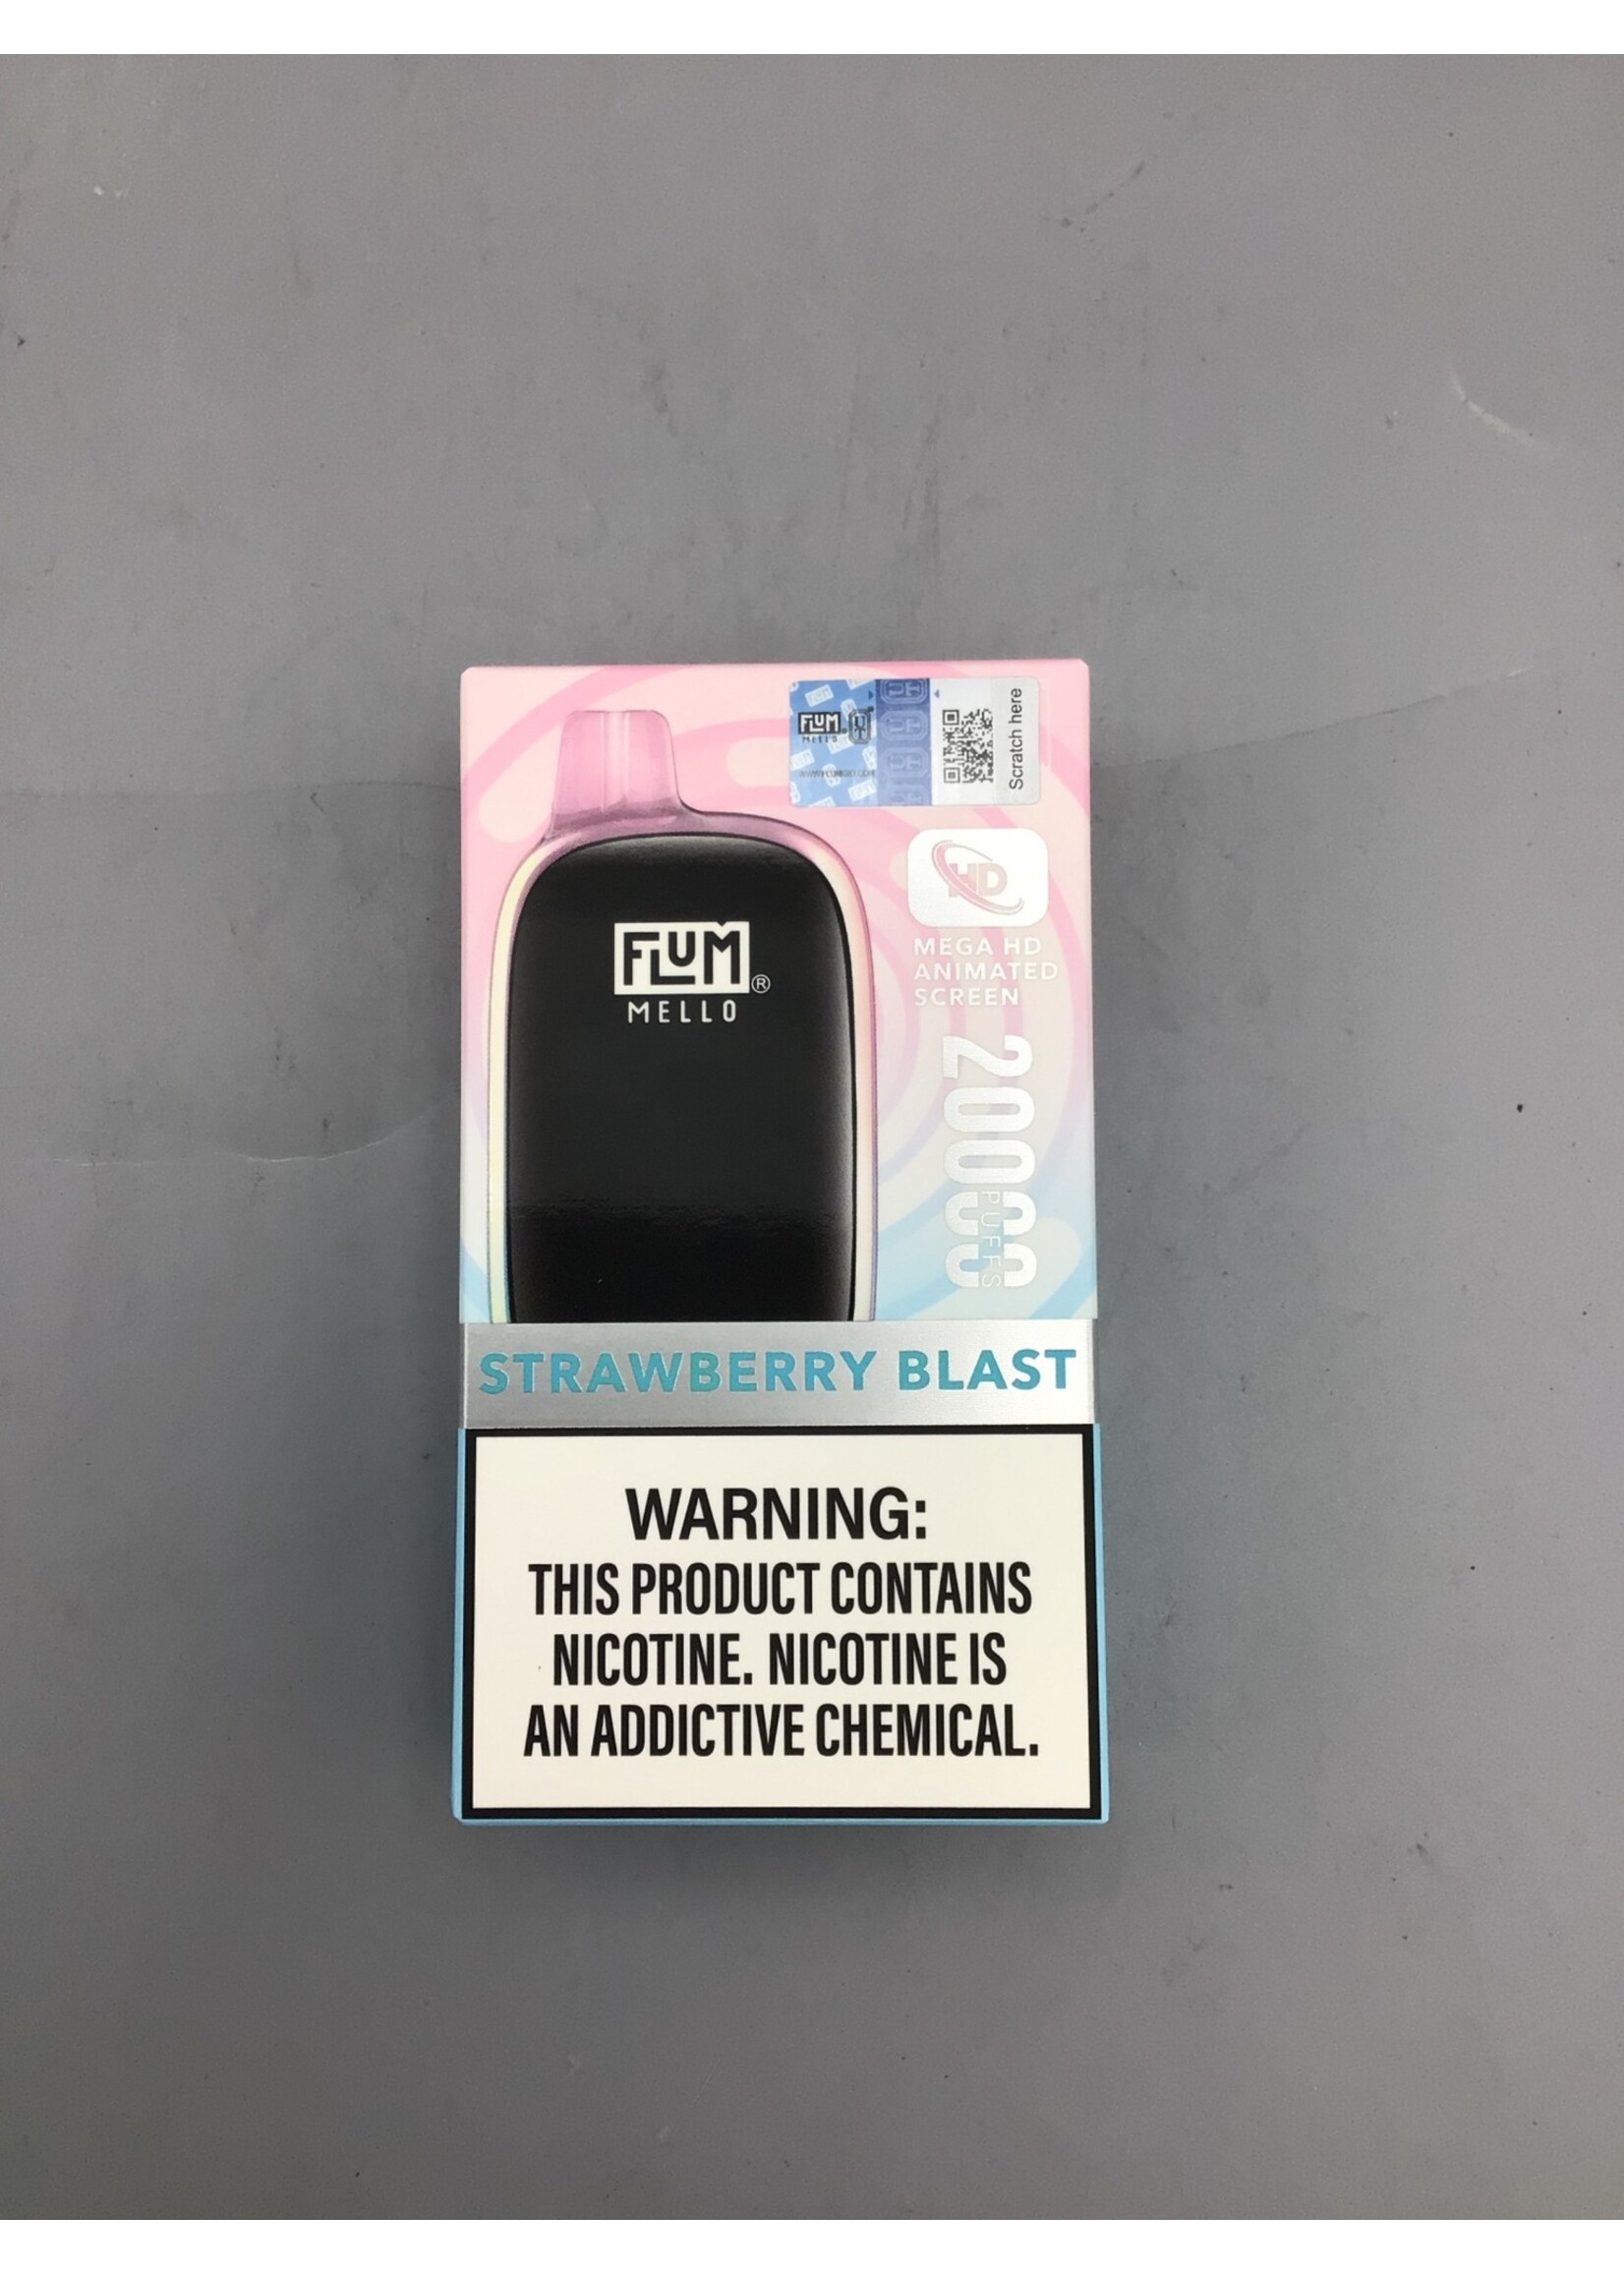 FLUM
MELLO
Scratch here
HD
MEGA HD
ANIMATED
SCREEN
FLUM®
MELLO
20000
PUFFS
STRAWBERRY BLAST
WARNING:
THIS PRODUCT CONTAINS
NICOTINE. NICOTINE IS
AN ADDICTIVE CHEMICAL.